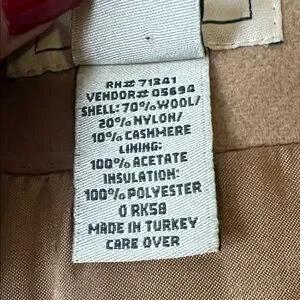 RN# 71341
VENDOR# 05694
SHELL: 70% WOOL/
20% NYLON/
10% CASHMERE
LINING:
100% ACETATE
INSULATION:
100% POLYESTER
0 RK58
MADE IN TURKEY
CARE OVER